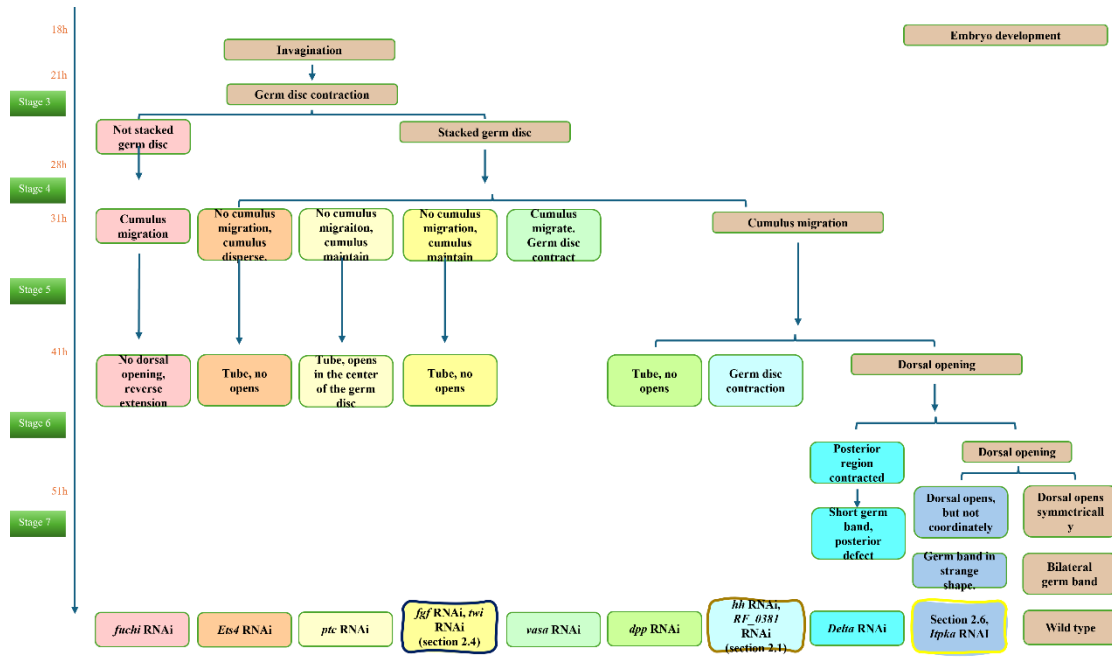 18h
Embryo development
Invagination
21h
Germ disc contraction
Stage 3
Not stacked
germ disc
Stacked germ disc
28h
Stage 4
31h
Cumulus
migration
No cumulus
migration,
cumulus
disperse.
No cumulus
migraiton,
cumulus
maintain
No cumulus
migration,
cumulus
maintain
Cumulus
migrate.
Germ disc
contract
Cumulus migration
Stage 5
41h
No dorsal
opening,
reverse
extension
Tube, no
opens
Tube, opens
in the center
of the germ
disc
Tube, no
opens
Tube, no
opens
Germ disc
contraction
Dorsal opening
Stage 6
Posterior
region
contracted
Dorsal opening
51h
Stage 7
Short germ
band,
posterior
defect
Dorsal opens,
but not
coordinately
Dorsal opens
symmctricall
y
Germ band in
strange
shape.
Bilateral
germ band
fuchi RNAi
Ets4 RNAi
ptc RNAi
fgf RNAi, twi
RNAi
(section 2.4)
vasa RNAi
dpp RNAi
hh RNAi,
RF_0381
RNAi
(section 2.1)
Delta RNAi
Section 2.6,
Itpka RNAI
Wild type